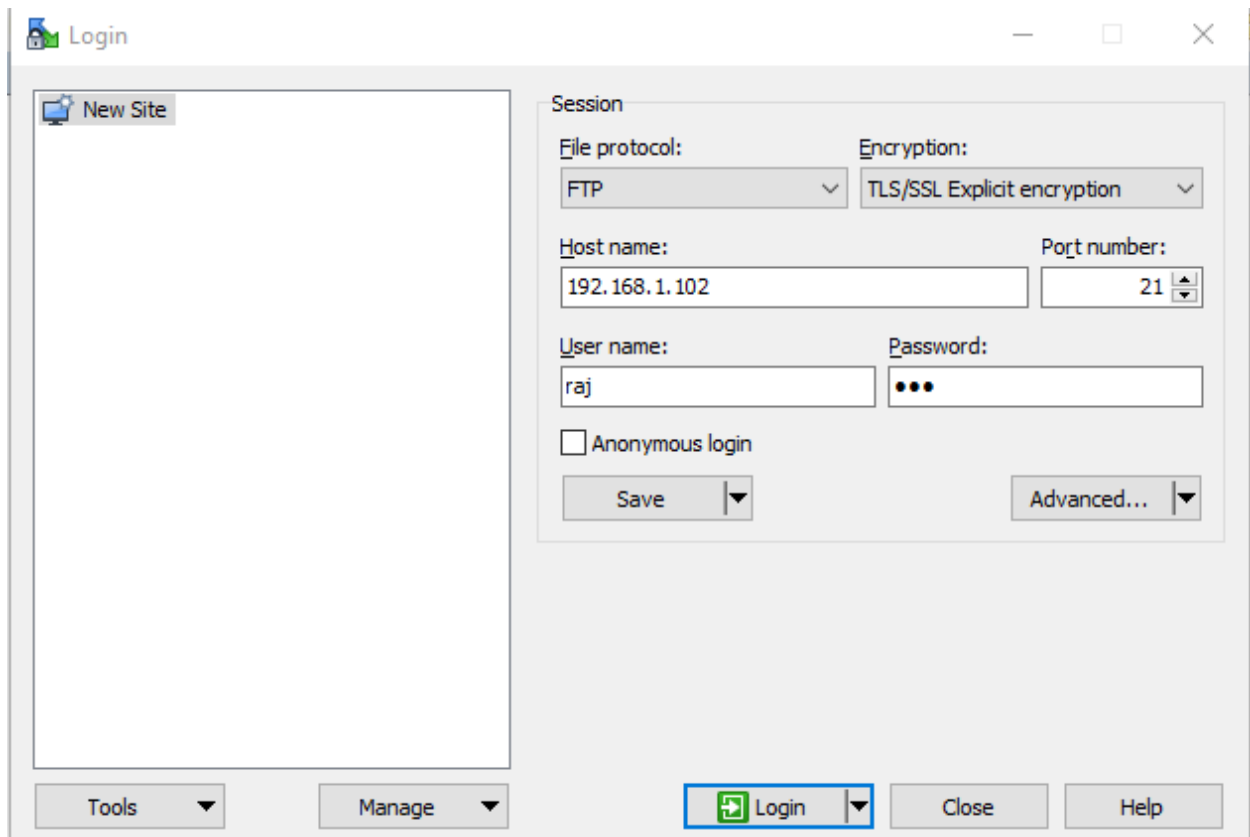 Login
New Site
Session
File protocol: Encryption:
FTP TLS/SSL Explicit encryption
Host name: Port number:
192.168.1.102 21
User name: Password:
raj ●●●
Anonymous login
Save Advanced...
Tools Manage Login Close Help